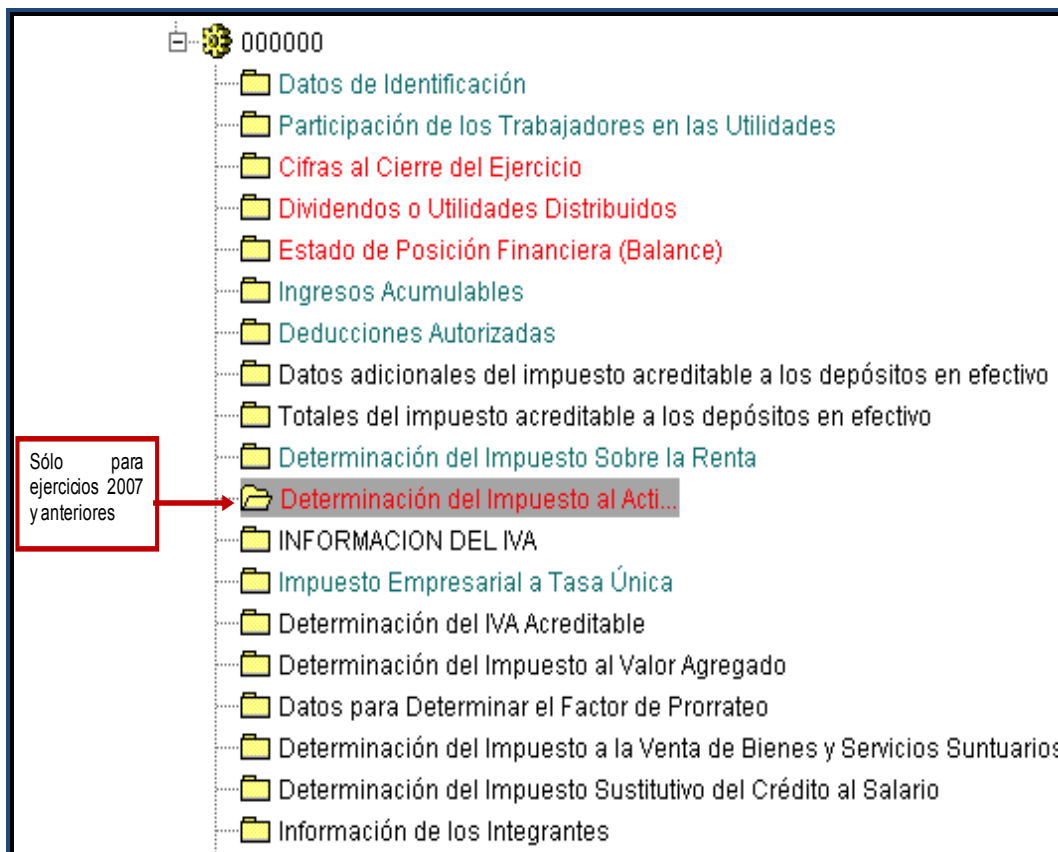 000000
Datos de Identificación
Participación de los Trabajadores en las Utilidades
Cifras al Cierre del Ejercicio
Dividendos o Utilidades Distribuidos
Estado de Posición Financiera (Balance)
Ingresos Acumulables
Deducciones Autorizadas
Datos adicionales del impuesto acreditable a los depósitos en efectivo
Totales del impuesto acreditable a los depósitos en efectivo
Determinación del Impuesto Sobre la Renta
Sólo para
ejercicios 2007
y anteriores
Determinación del Impuesto al Acti...
INFORMACION DEL IVA
Impuesto Empresarial a Tasa Única
Determinación del IVA Acreditable
Determinación del Impuesto al Valor Agregado
Datos para Determinar el Factor de Prorrateo
Determinación del Impuesto a la Venta de Bienes y Servicios Suntuarios
Determinación del Impuesto Sustitutivo del Crédito al Salario
Información de los Integrantes